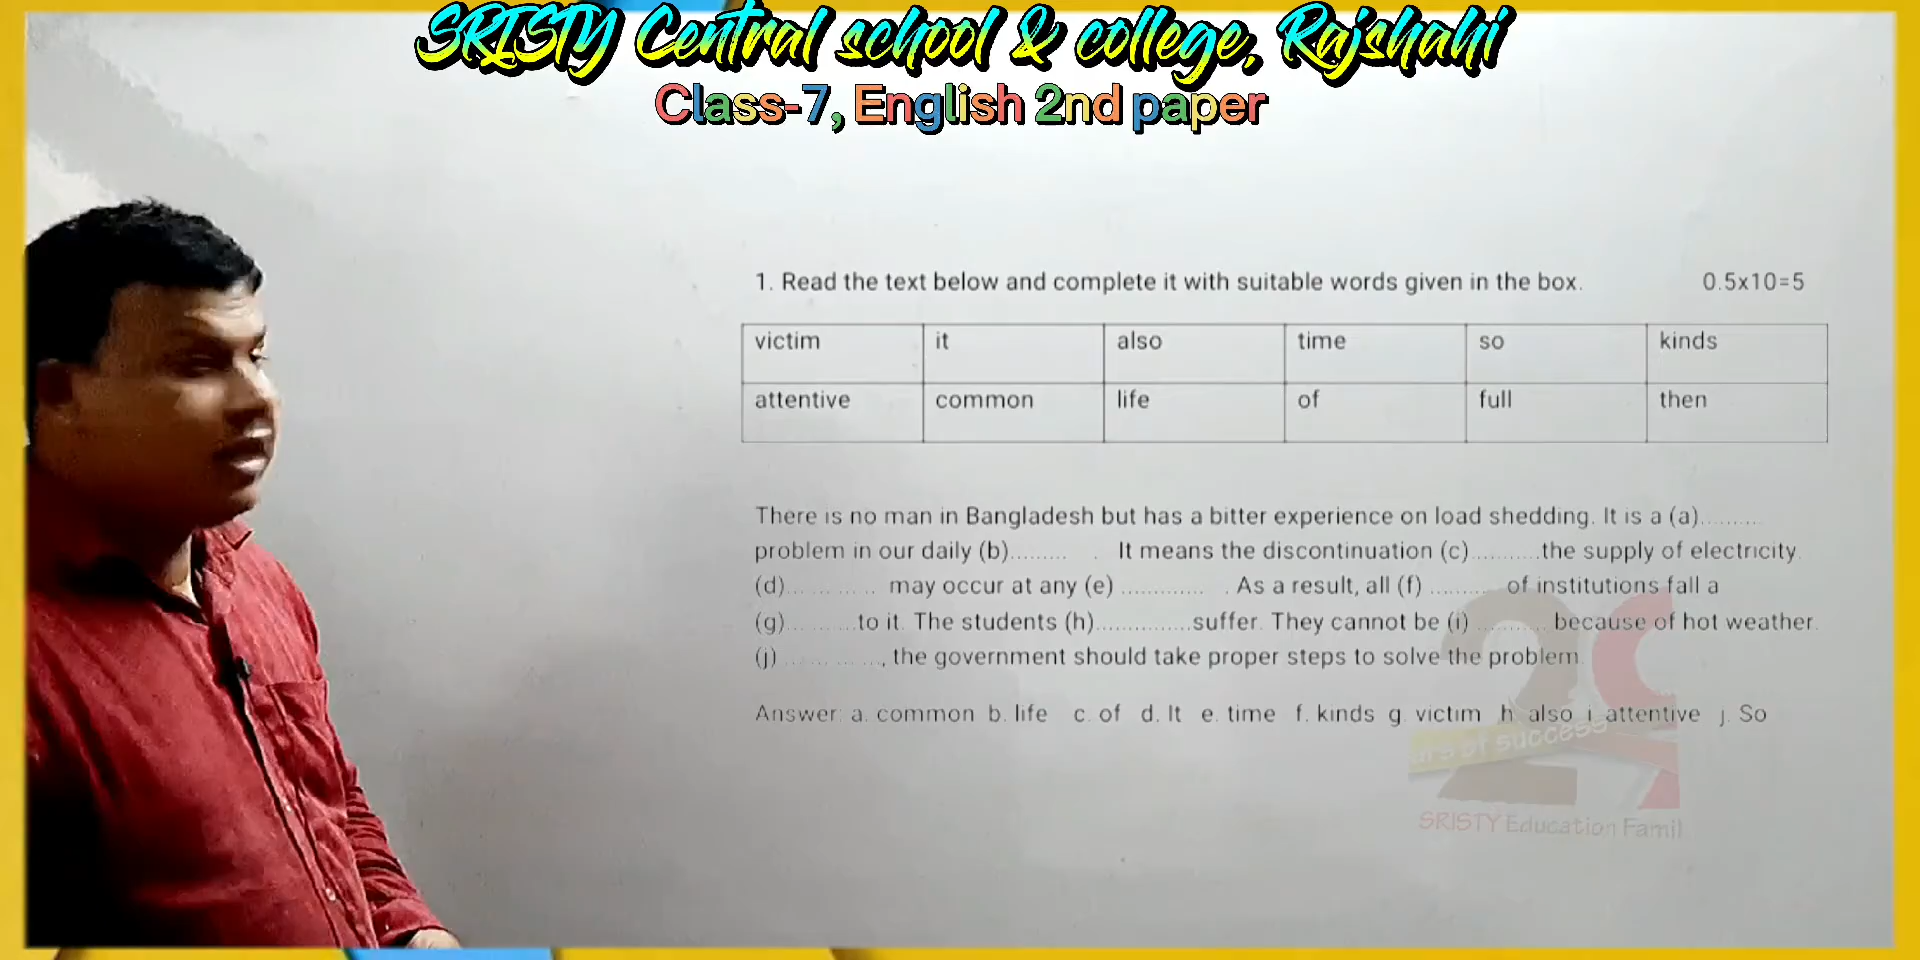 SRISTY Central school & college, Rajshahi
Class-7, English 2nd paper
1. Read the text below and complete it with suitable words given in the box. 0.5x10=5
victim it also time so kinds
attentive common life of full then
There is no man in Bangladesh but has a bitter experience on load shedding. It is a (a)..........
problem in our daily (b)......... . It means the discontinuation (c)...........the supply of electricity.
(d)............... may occur at any (e) ............. . As a result, all (f) ......... of institutions fall a
(g)...........to it. The students (h)...............suffer. They cannot be (i) .......... because of hot weather.
(j) ..............., the government should take proper steps to solve the problem.
Answer: a. common b. life c. of d. It e. time f. kinds g. victim h. also i. attentive j. So
of success
SRISTY Education Famil